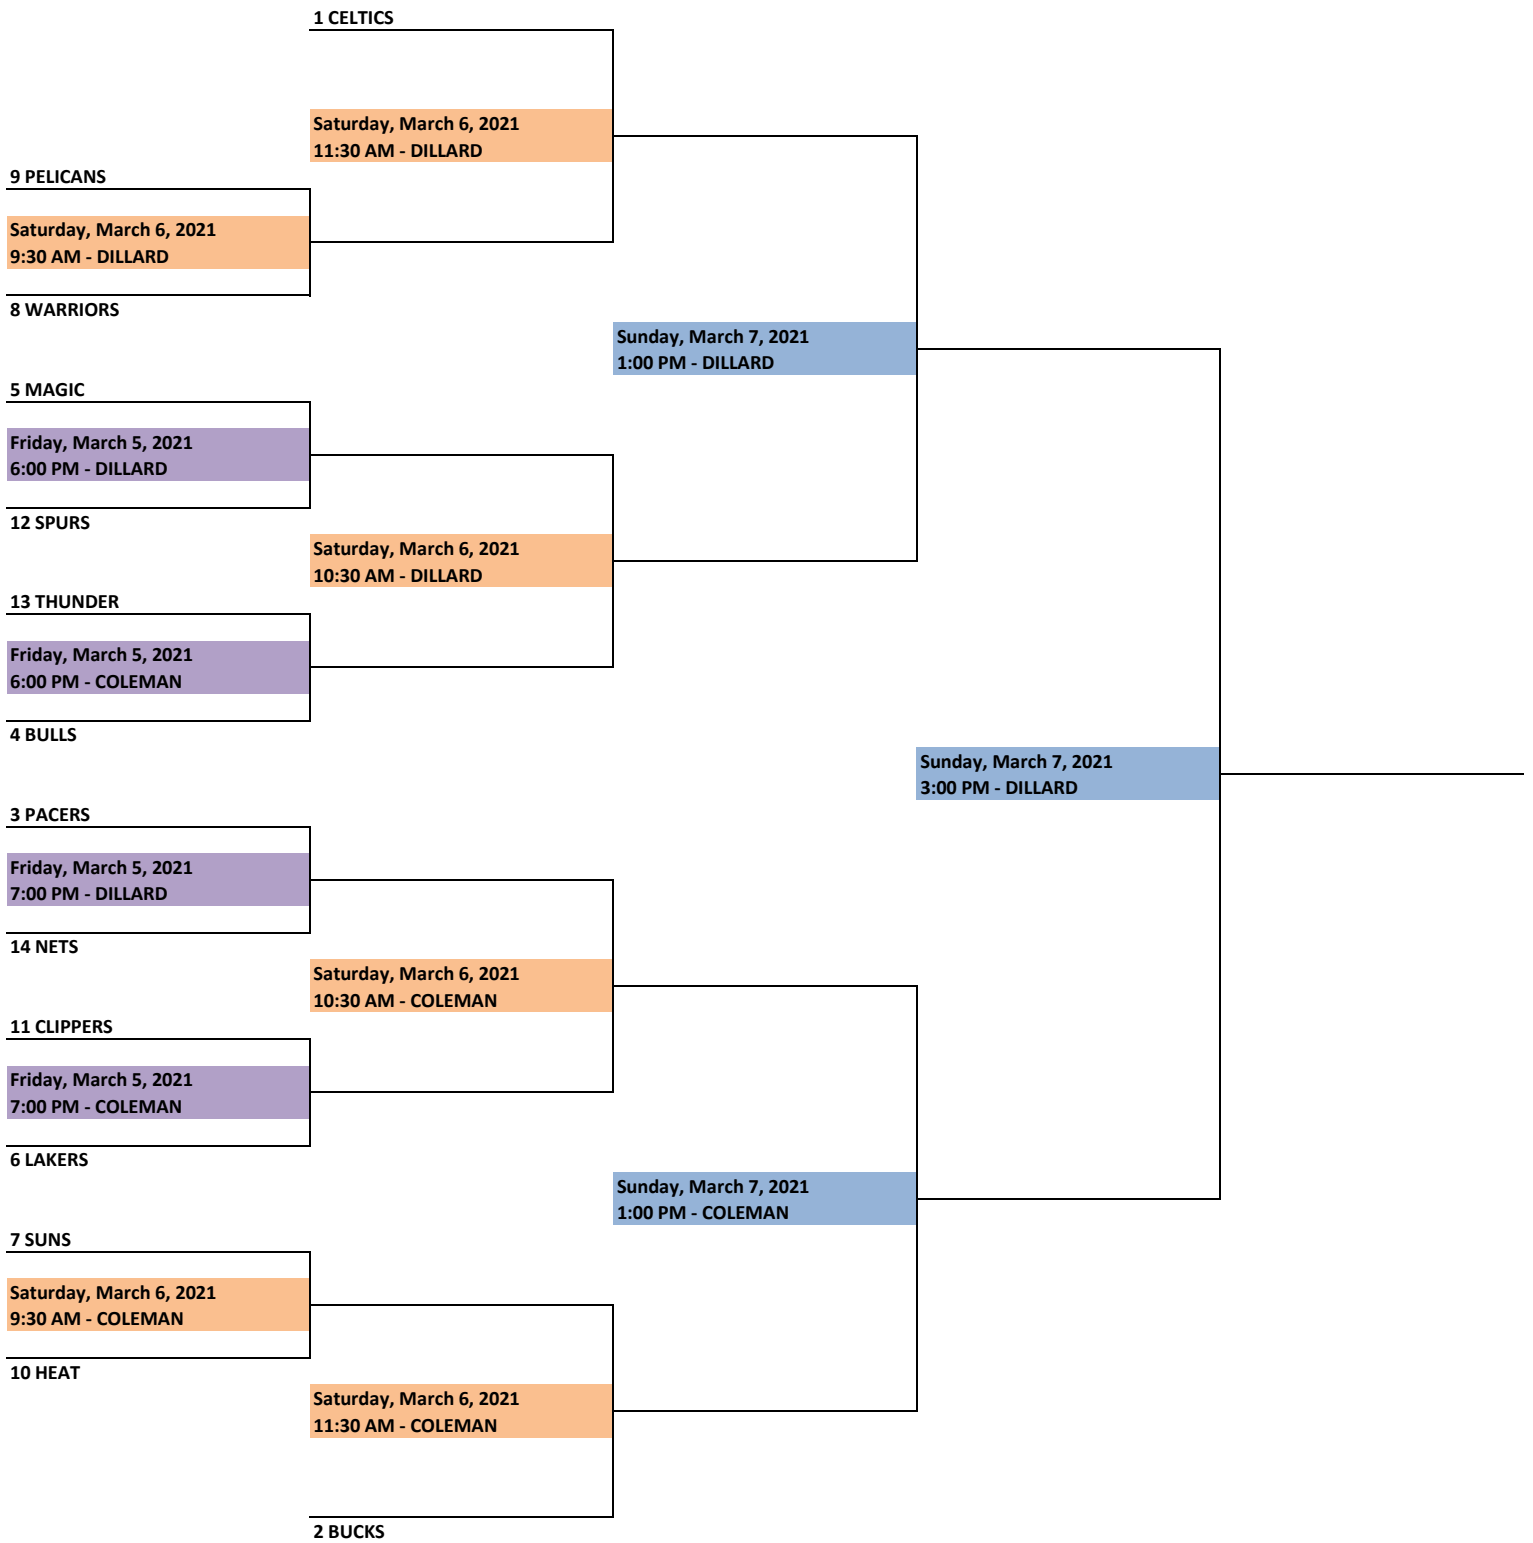 1 CELTICS
Saturday, March 6, 2021
11:30 AM - DILLARD
9 PELICANS
Saturday, March 6, 2021
9:30 AM - DILLARD
8 WARRIORS
Sunday, March 7, 2021
1:00 PM - DILLARD
5 MAGIC
Friday, March 5, 2021
6:00 PM - DILLARD
12 SPURS
Saturday, March 6, 2021
10:30 AM - DILLARD
13 THUNDER
Friday, March 5, 2021
6:00 PM - COLEMAN
4 BULLS
Sunday, March 7, 2021
3:00 PM - DILLARD
3 PACERS
Friday, March 5, 2021
7:00 PM - DILLARD
14 NETS
Saturday, March 6, 2021
10:30 AM - COLEMAN
11 CLIPPERS
Friday, March 5, 2021
7:00 PM - COLEMAN
6 LAKERS
Sunday, March 7, 2021
1:00 PM - COLEMAN
7 SUNS
Saturday, March 6, 2021
9:30 AM - COLEMAN
10 HEAT
Saturday, March 6, 2021
11:30 AM - COLEMAN
2 BUCKS